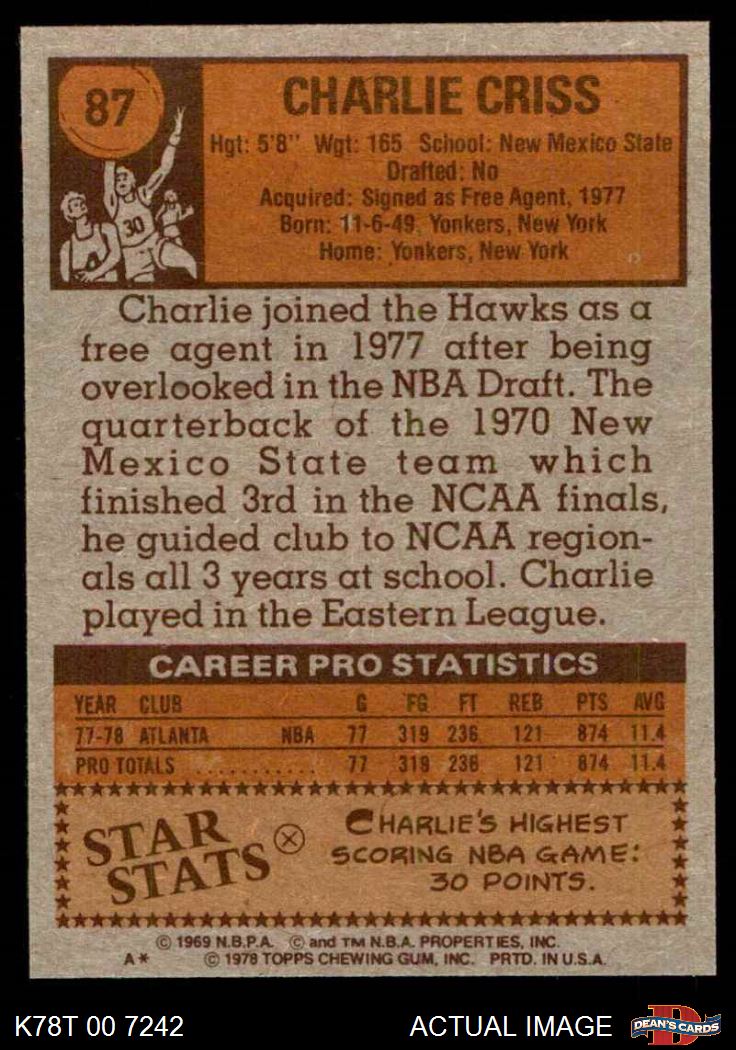 87
CHARLIE CRISS
Hgt: 5'8" Wgt: 165 School: New Mexico State
Drafted: No
Acquired: Signed as Free Agent, 1977
Born: 11-6-49, Yonkers, New York
Home: Yonkers, New York
30
Charlie joined the Hawks as a
free agent in 1977 after being
overlooked in the NBA Draft. The
quarterback of the 1970 New
Mexico State team which
finished 3rd in the NCAA finals,
he guided club to NCAA region-
als all 3 years at school. Charlie
played in the Eastern League.
CAREER PRO STATISTICS
YEAR CLUB G FG FT REB PTS AVG
77-78 ATLANTA NBA 77 319 236 121 874 11.4
PRO TOTALS .......... 77 319 236 121 874 11.4
STAR STATS
CHARLIE'S HIGHEST
SCORING NBA GAME:
30 POINTS.
© 1969 N.B.P.A. © and TM N.B.A. PROPERTIES, INC.
A* © 1978 TOPPS CHEWING GUM, INC. PRTD. IN U.S.A.
K78T 00 7242 ACTUAL IMAGE DEAN'S CARDS